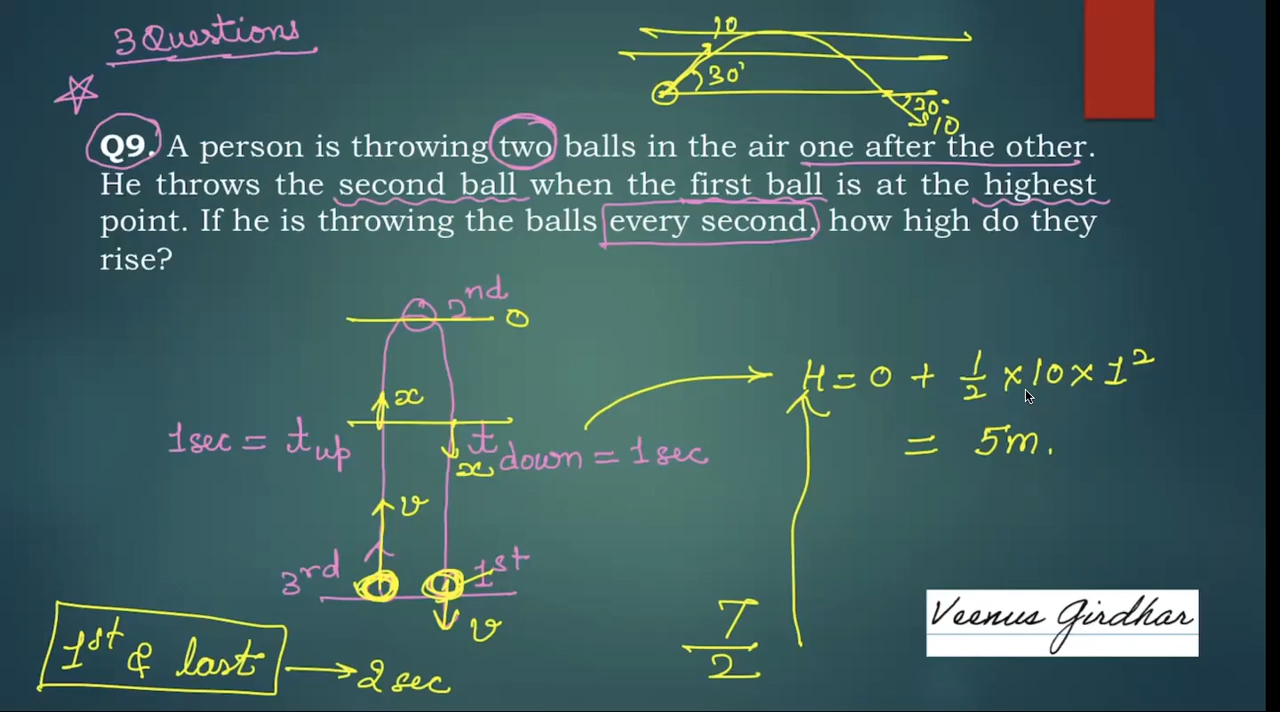 3 Questions
10
30°
30°
10
Q9. A person is throwing two balls in the air one after the other.
He throws the second ball when the first ball is at the highest
point. If he is throwing the balls every second, how high do they
rise?
2nd
0
x
H = 0 + 1/2 × 10 × 1²
1sec = t up
t down = 1sec
x
= 5m.
v
3rd
1st
v
T/2
Veenus Girdhar
1st & last → 2 sec